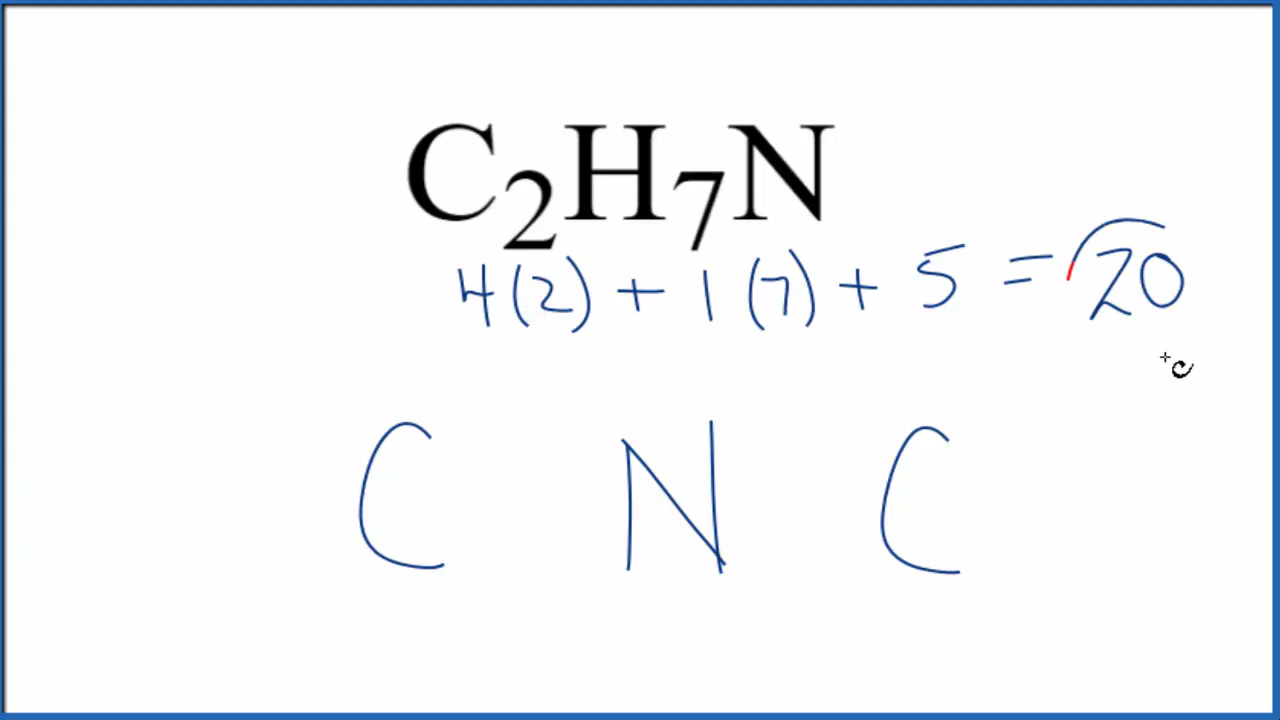 C₂H₇N
4(2) + 1(7) + 5 = 20
C N C